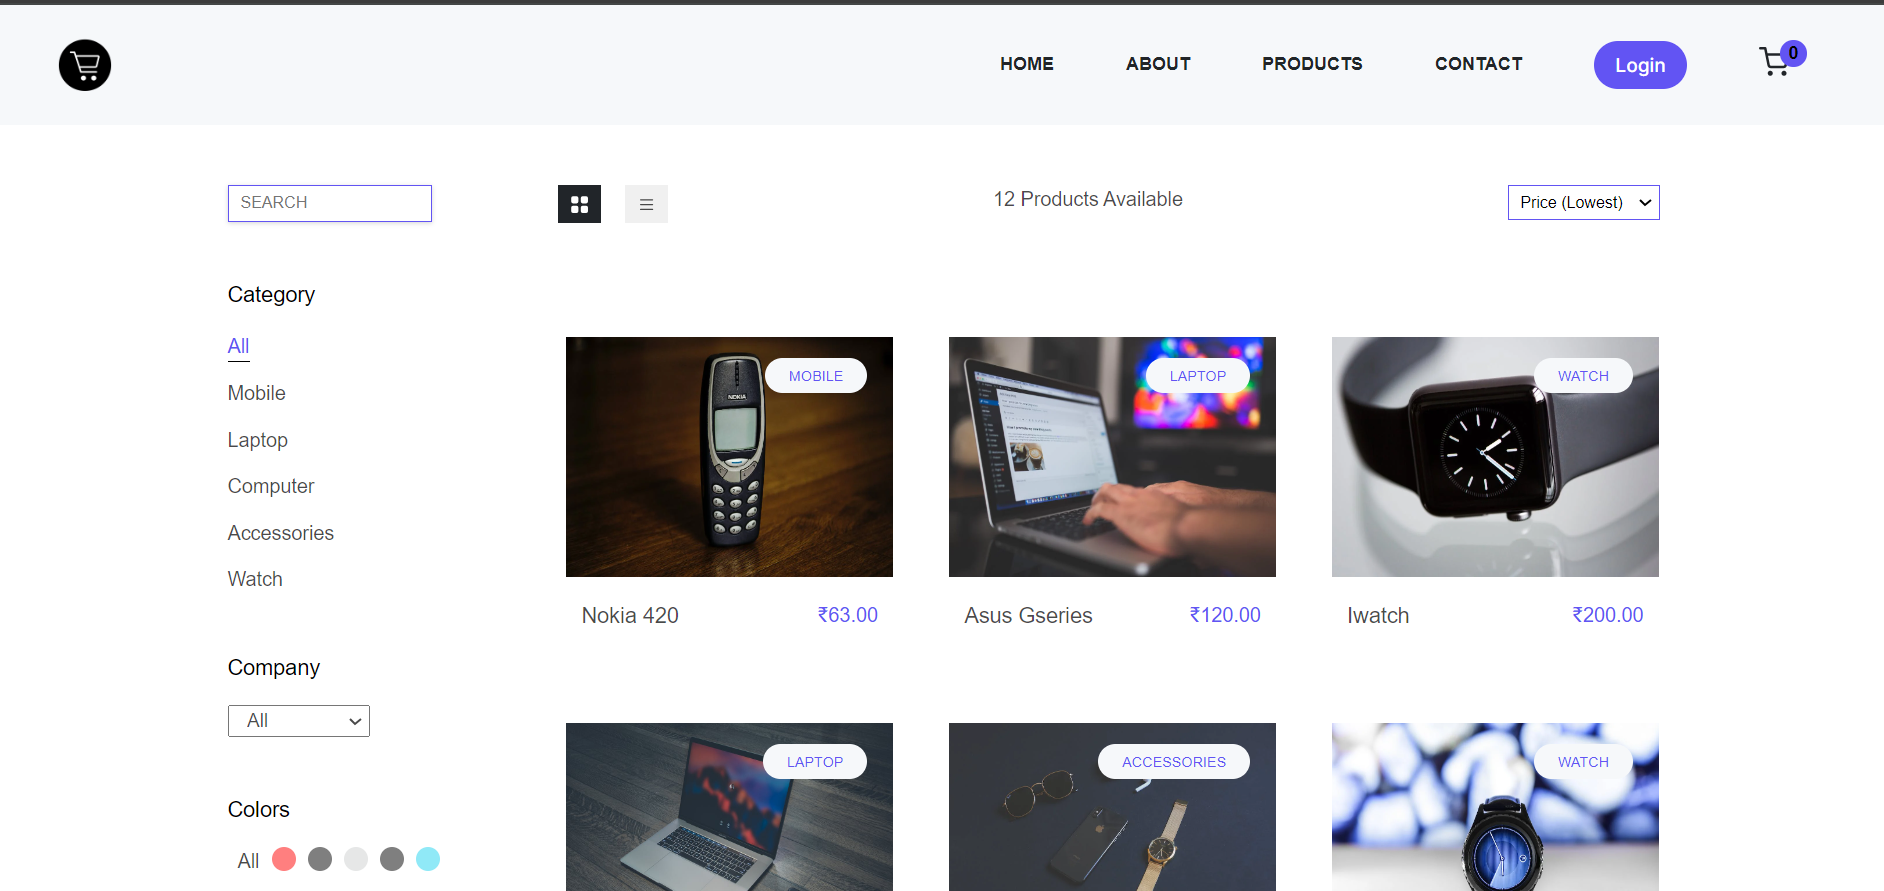 HOME ABOUT PRODUCTS CONTACT Login 0
SEARCH
12 Products Available
Price (Lowest)
Category
All
Mobile
Laptop
Computer
Accessories
Watch
Company
All
Colors
All
MOBILE
NOKIA
Nokia 420 ₹63.00
LAPTOP
Asus Gseries ₹120.00
WATCH
Iwatch ₹200.00
LAPTOP
ACCESSORIES
WATCH